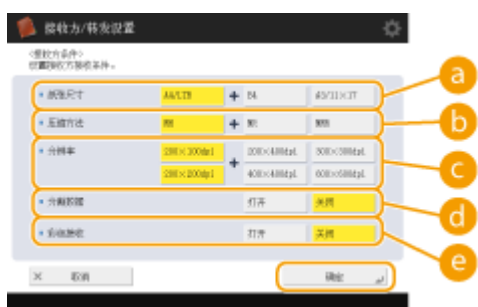 接收方/转发设置
<接收方条件>
设置接收方接收条件。
纸张尺寸 A4/LTR + B4 A3/11×17 a
压缩方法 MH + MR MMR b
分辨率 200×100dpi + 200×400dpi 300×300dpi c
200×200dpi 400×400dpi 600×600dpi
分割数据 打开 关闭 d
彩色接收 打开 关闭 e
× 取消 确定